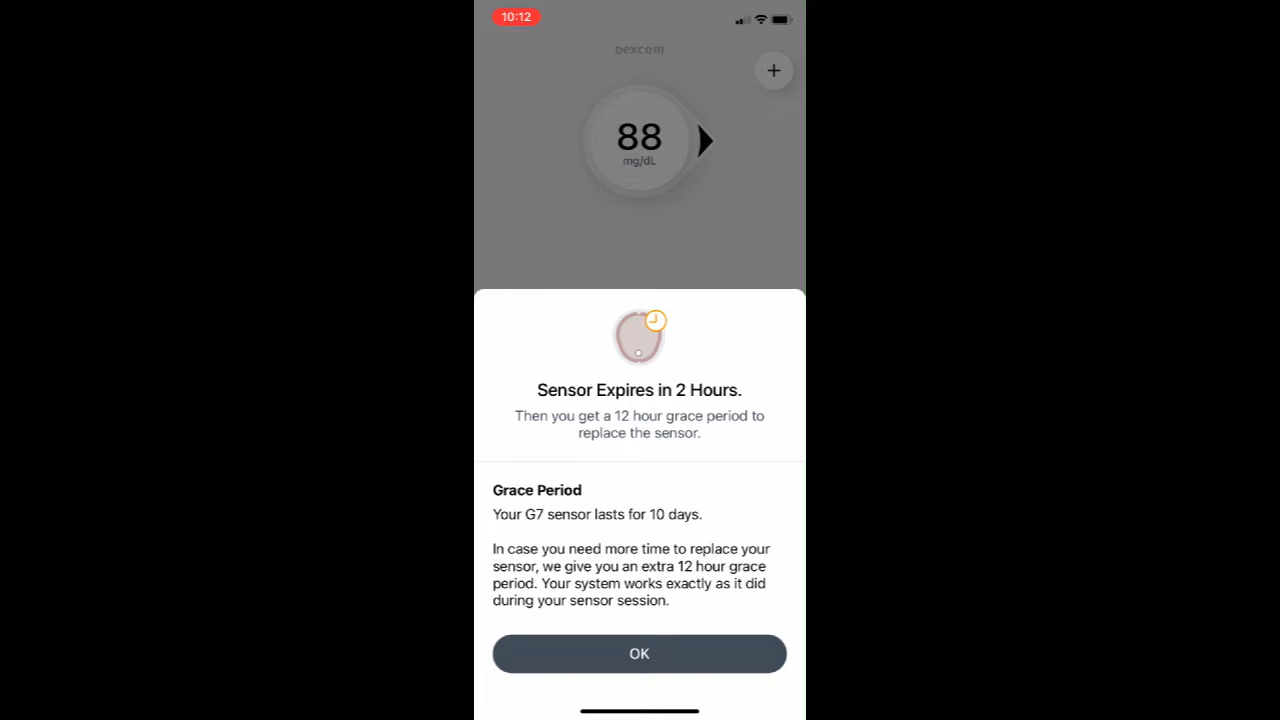 10:12
Dexcom
+
88
mg/dL
Sensor Expires in 2 Hours.
Then you get a 12 hour grace period to
replace the sensor.
Grace Period
Your G7 sensor lasts for 10 days.
In case you need more time to replace your
sensor, we give you an extra 12 hour grace
period. Your system works exactly as it did
during your sensor session.
OK